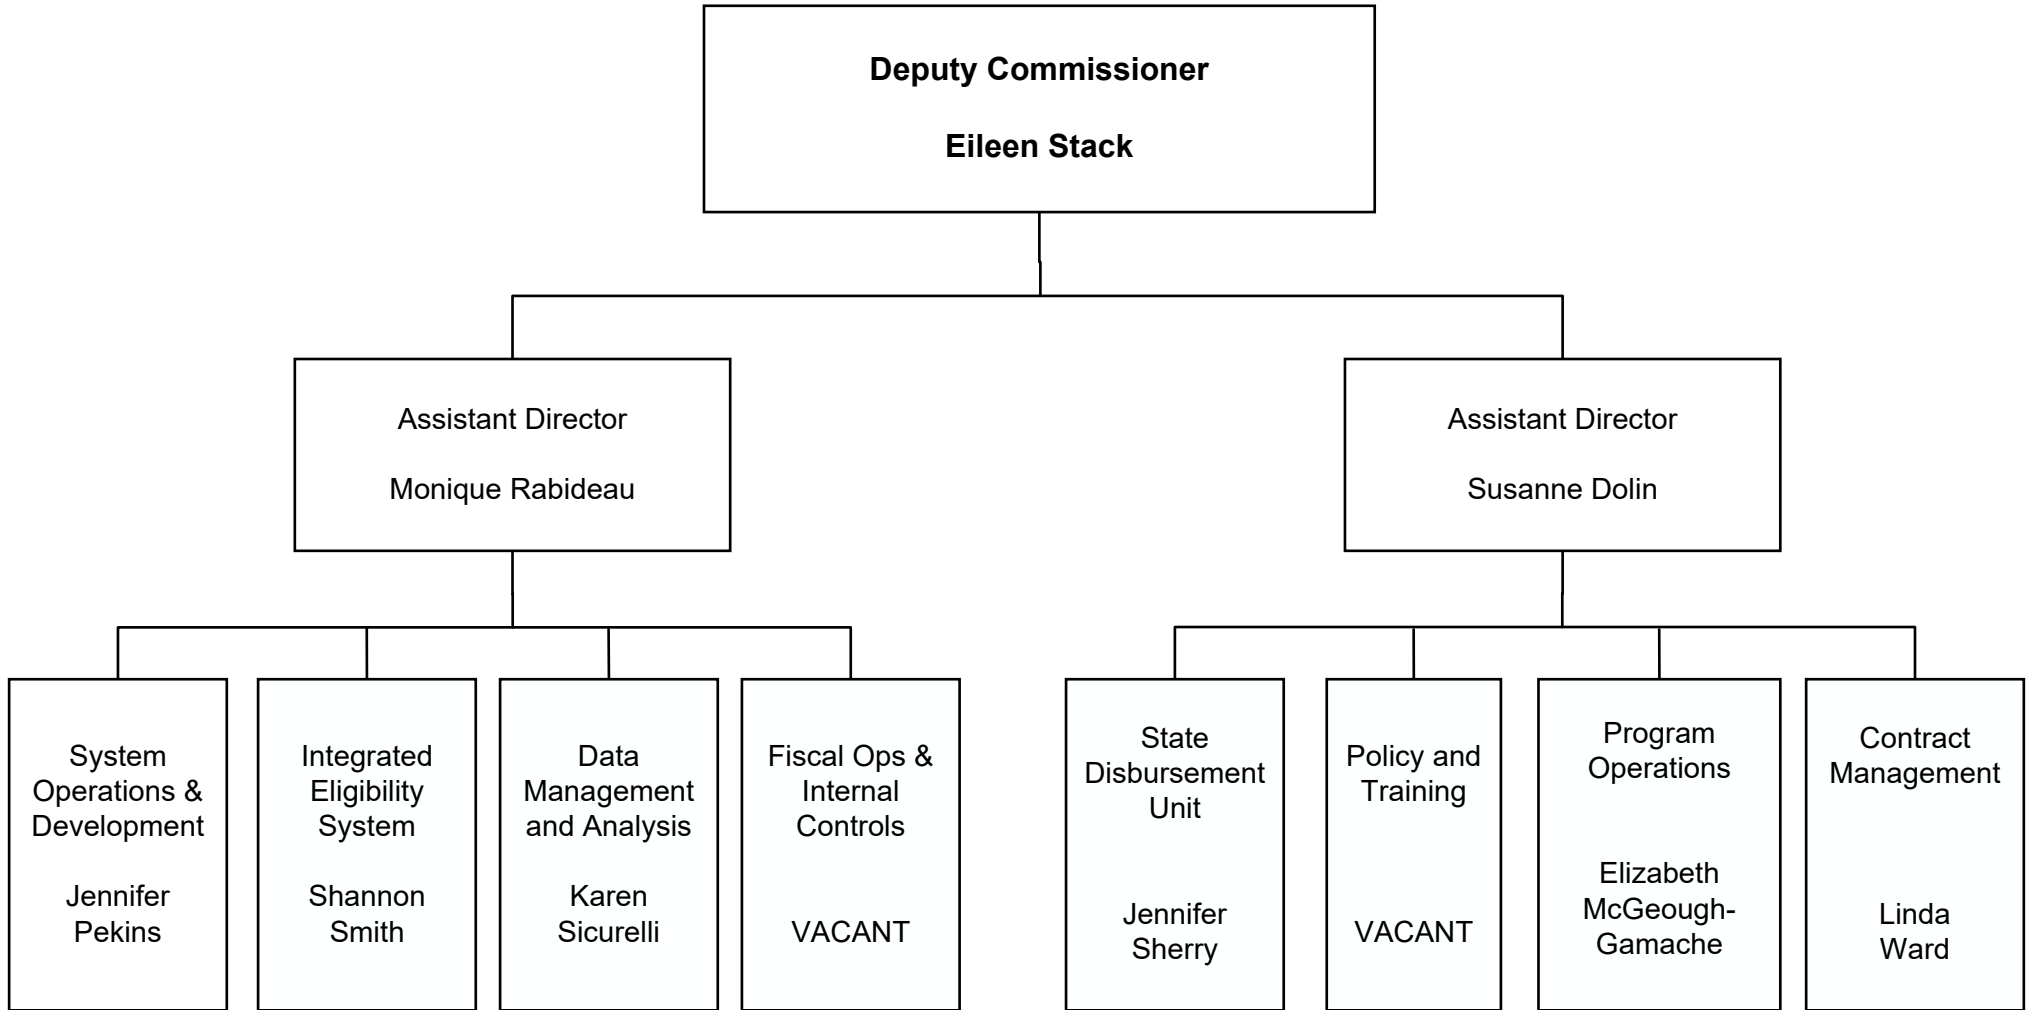 Deputy Commissioner
Eileen Stack
Assistant Director
Monique Rabideau
Assistant Director
Susanne Dolin
System
Operations &
Development
Jennifer
Pekins
Integrated
Eligibility
System
Shannon
Smith
Data
Management
and Analysis
Karen
Sicurelli
Fiscal Ops &
Internal
Controls
VACANT
State
Disbursement
Unit
Jennifer
Sherry
Policy and
Training
VACANT
Program
Operations
Elizabeth
McGeough-
Gamache
Contract
Management
Linda
Ward